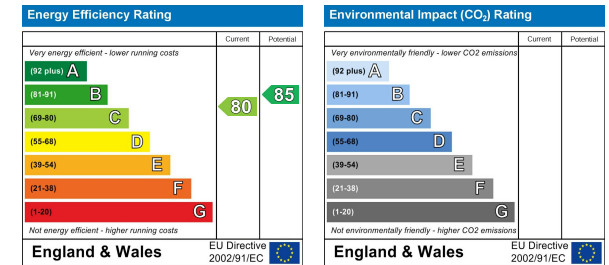 Energy Efficiency Rating
Current Potential
Very energy efficient - lower running costs
(92 plus) A
(81-91) B
(69-80) C
(55-68) D
(39-54) E
(21-38) F
(1-20) G
80
85
Not energy efficient - higher running costs
England & Wales
EU Directive
2002/91/EC
Environmental Impact (CO₂) Rating
Current Potential
Very environmentally friendly - lower CO2 emissions
(92 plus) A
(81-91) B
(69-80) C
(55-68) D
(39-54) E
(21-38) F
(1-20) G
Not environmentally friendly - higher CO2 emissions
England & Wales
EU Directive
2002/91/EC